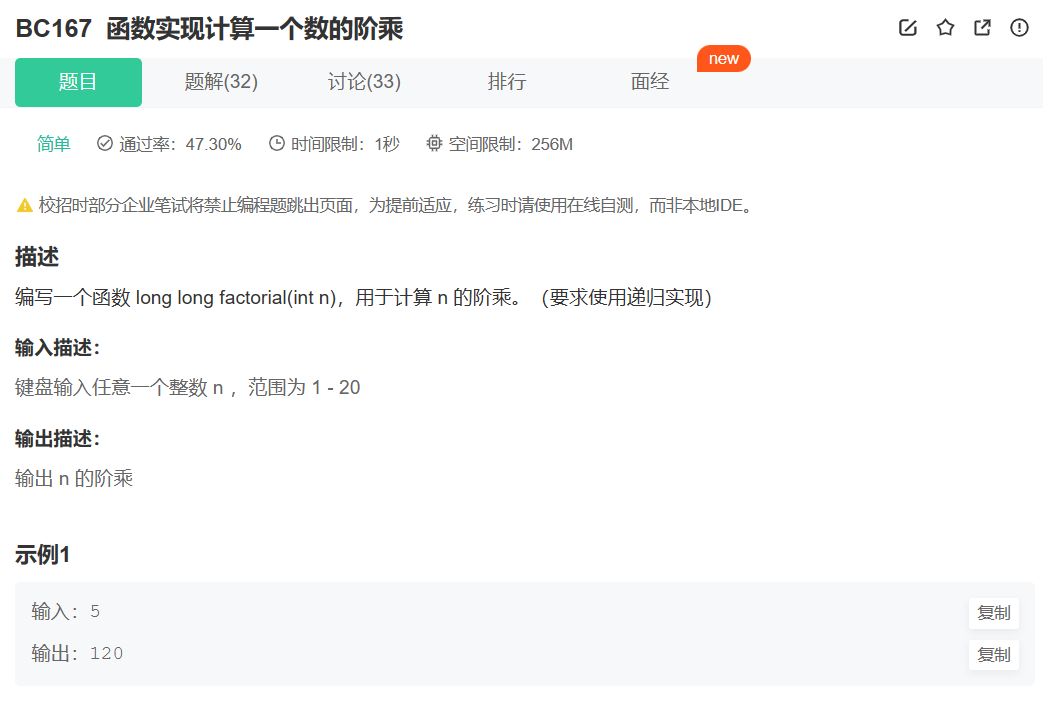 BC167 函数实现计算一个数的阶乘
题目 题解(32) 讨论(33) 排行 面经 new
简单 通过率：47.30% 时间限制：1秒 空间限制：256M
校招时部分企业笔试将禁止编程题跳出页面，为提前适应，练习时请使用在线自测，而非本地IDE。
描述
编写一个函数 long long factorial(int n)，用于计算 n 的阶乘。（要求使用递归实现）
输入描述：
键盘输入任意一个整数 n ，范围为 1 - 20
输出描述：
输出 n 的阶乘
示例1
输入：5 复制
输出：120 复制